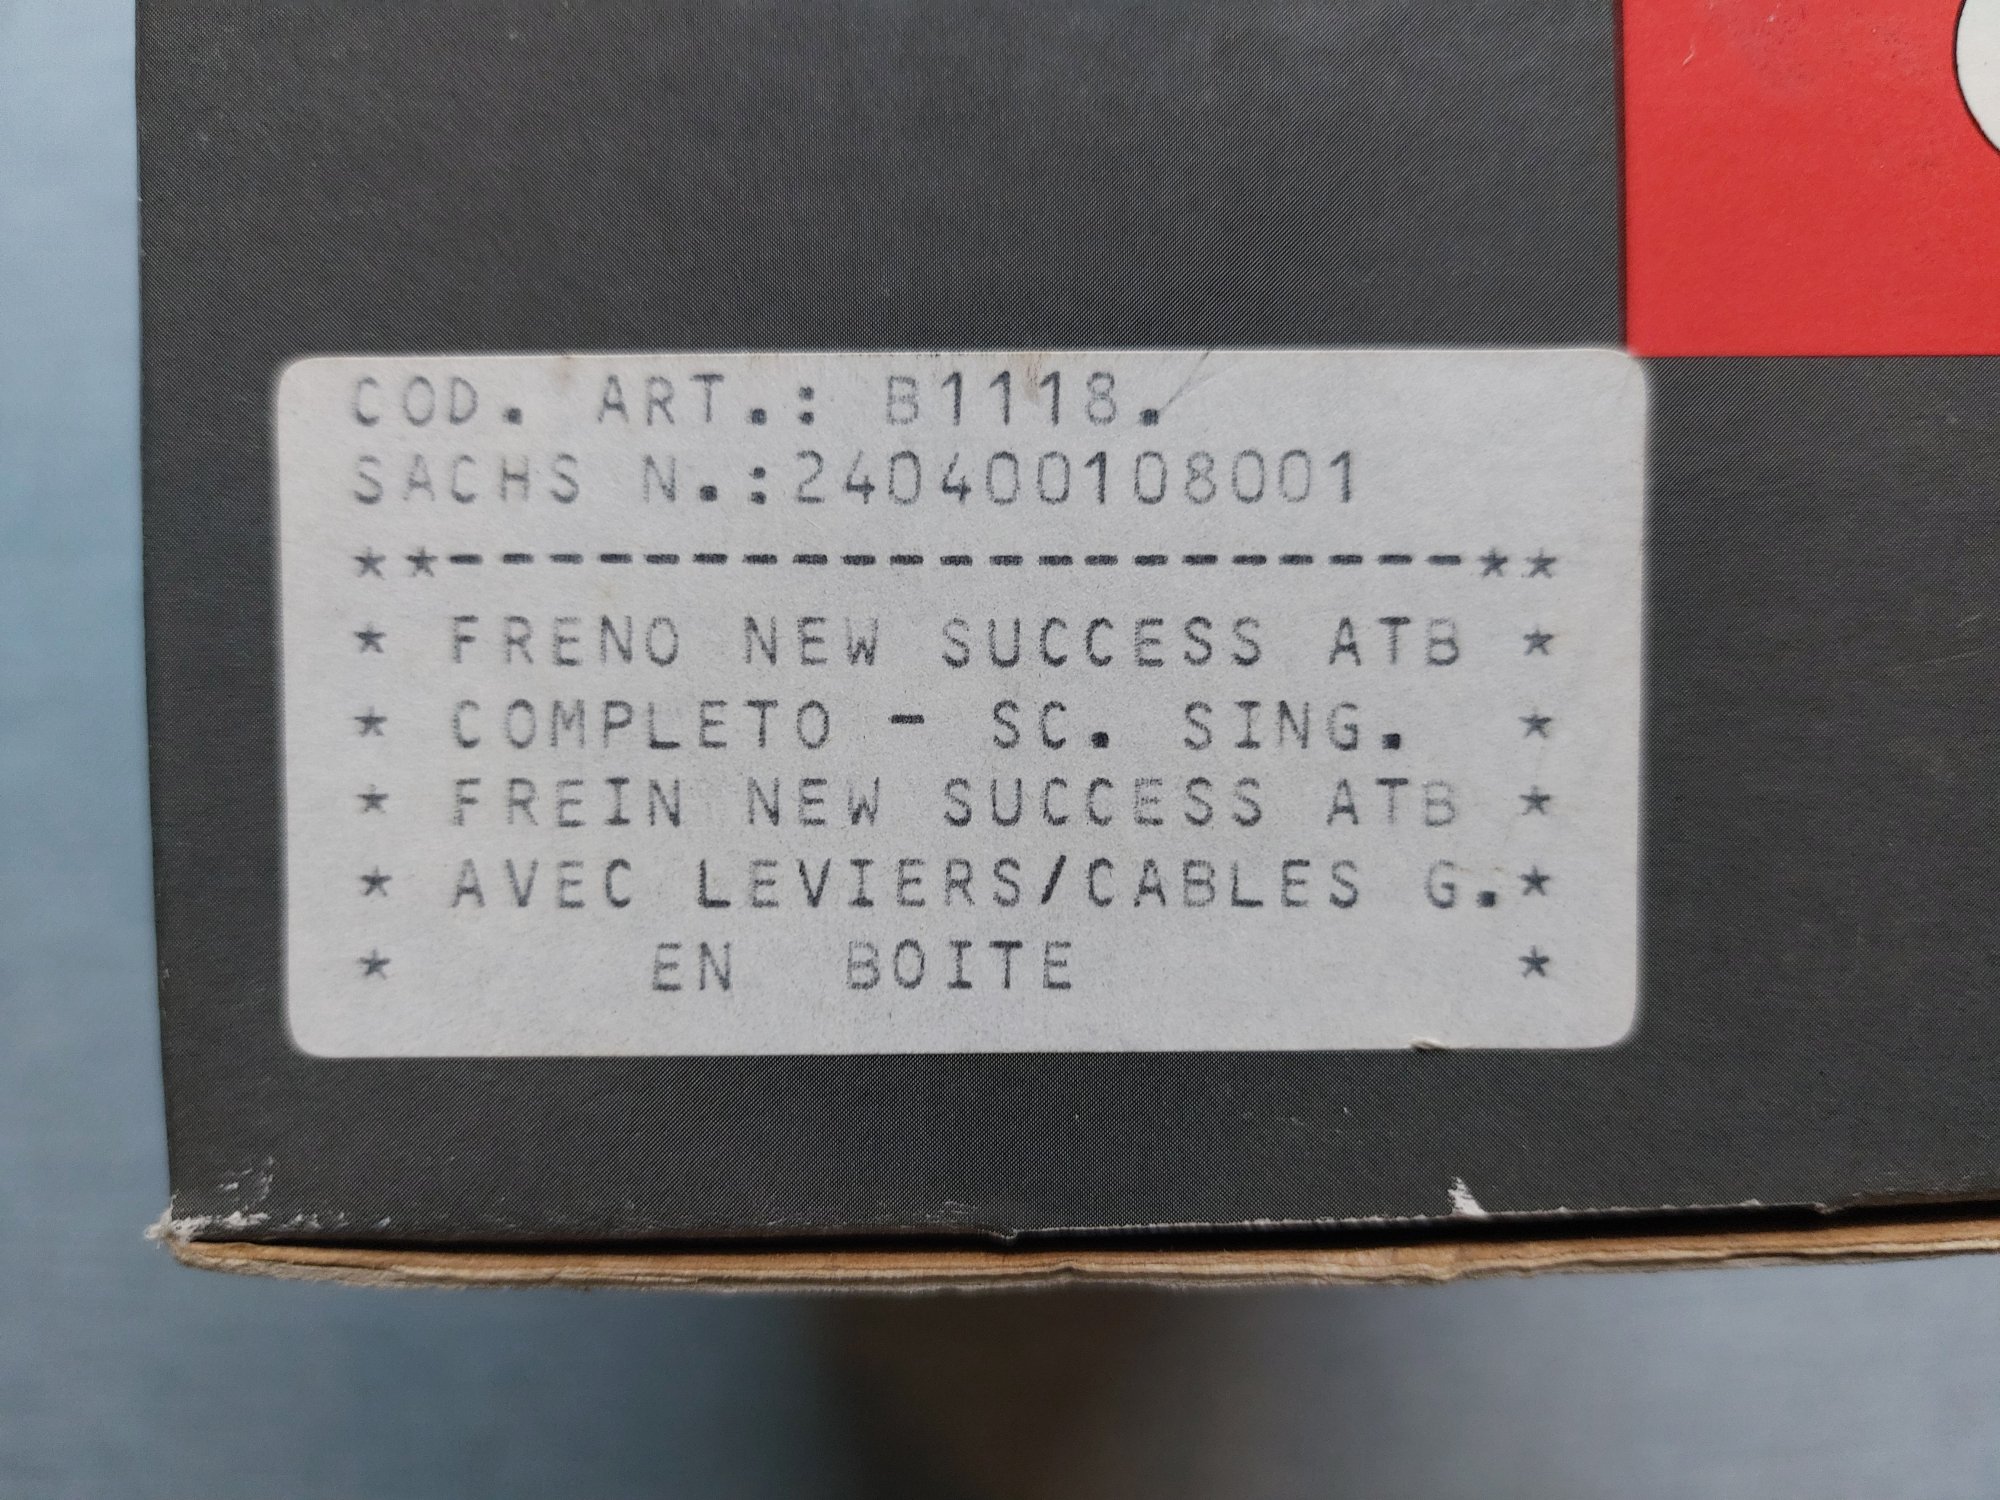 COD. ART.: B1118.
SACHS N.:240400108001
**---------------------**
* FRENO NEW SUCCESS ATB *
* COMPLETO - SC. SING. *
* FREIN NEW SUCCESS ATB *
* AVEC LEVIERS/CABLES G.*
* EN BOITE *